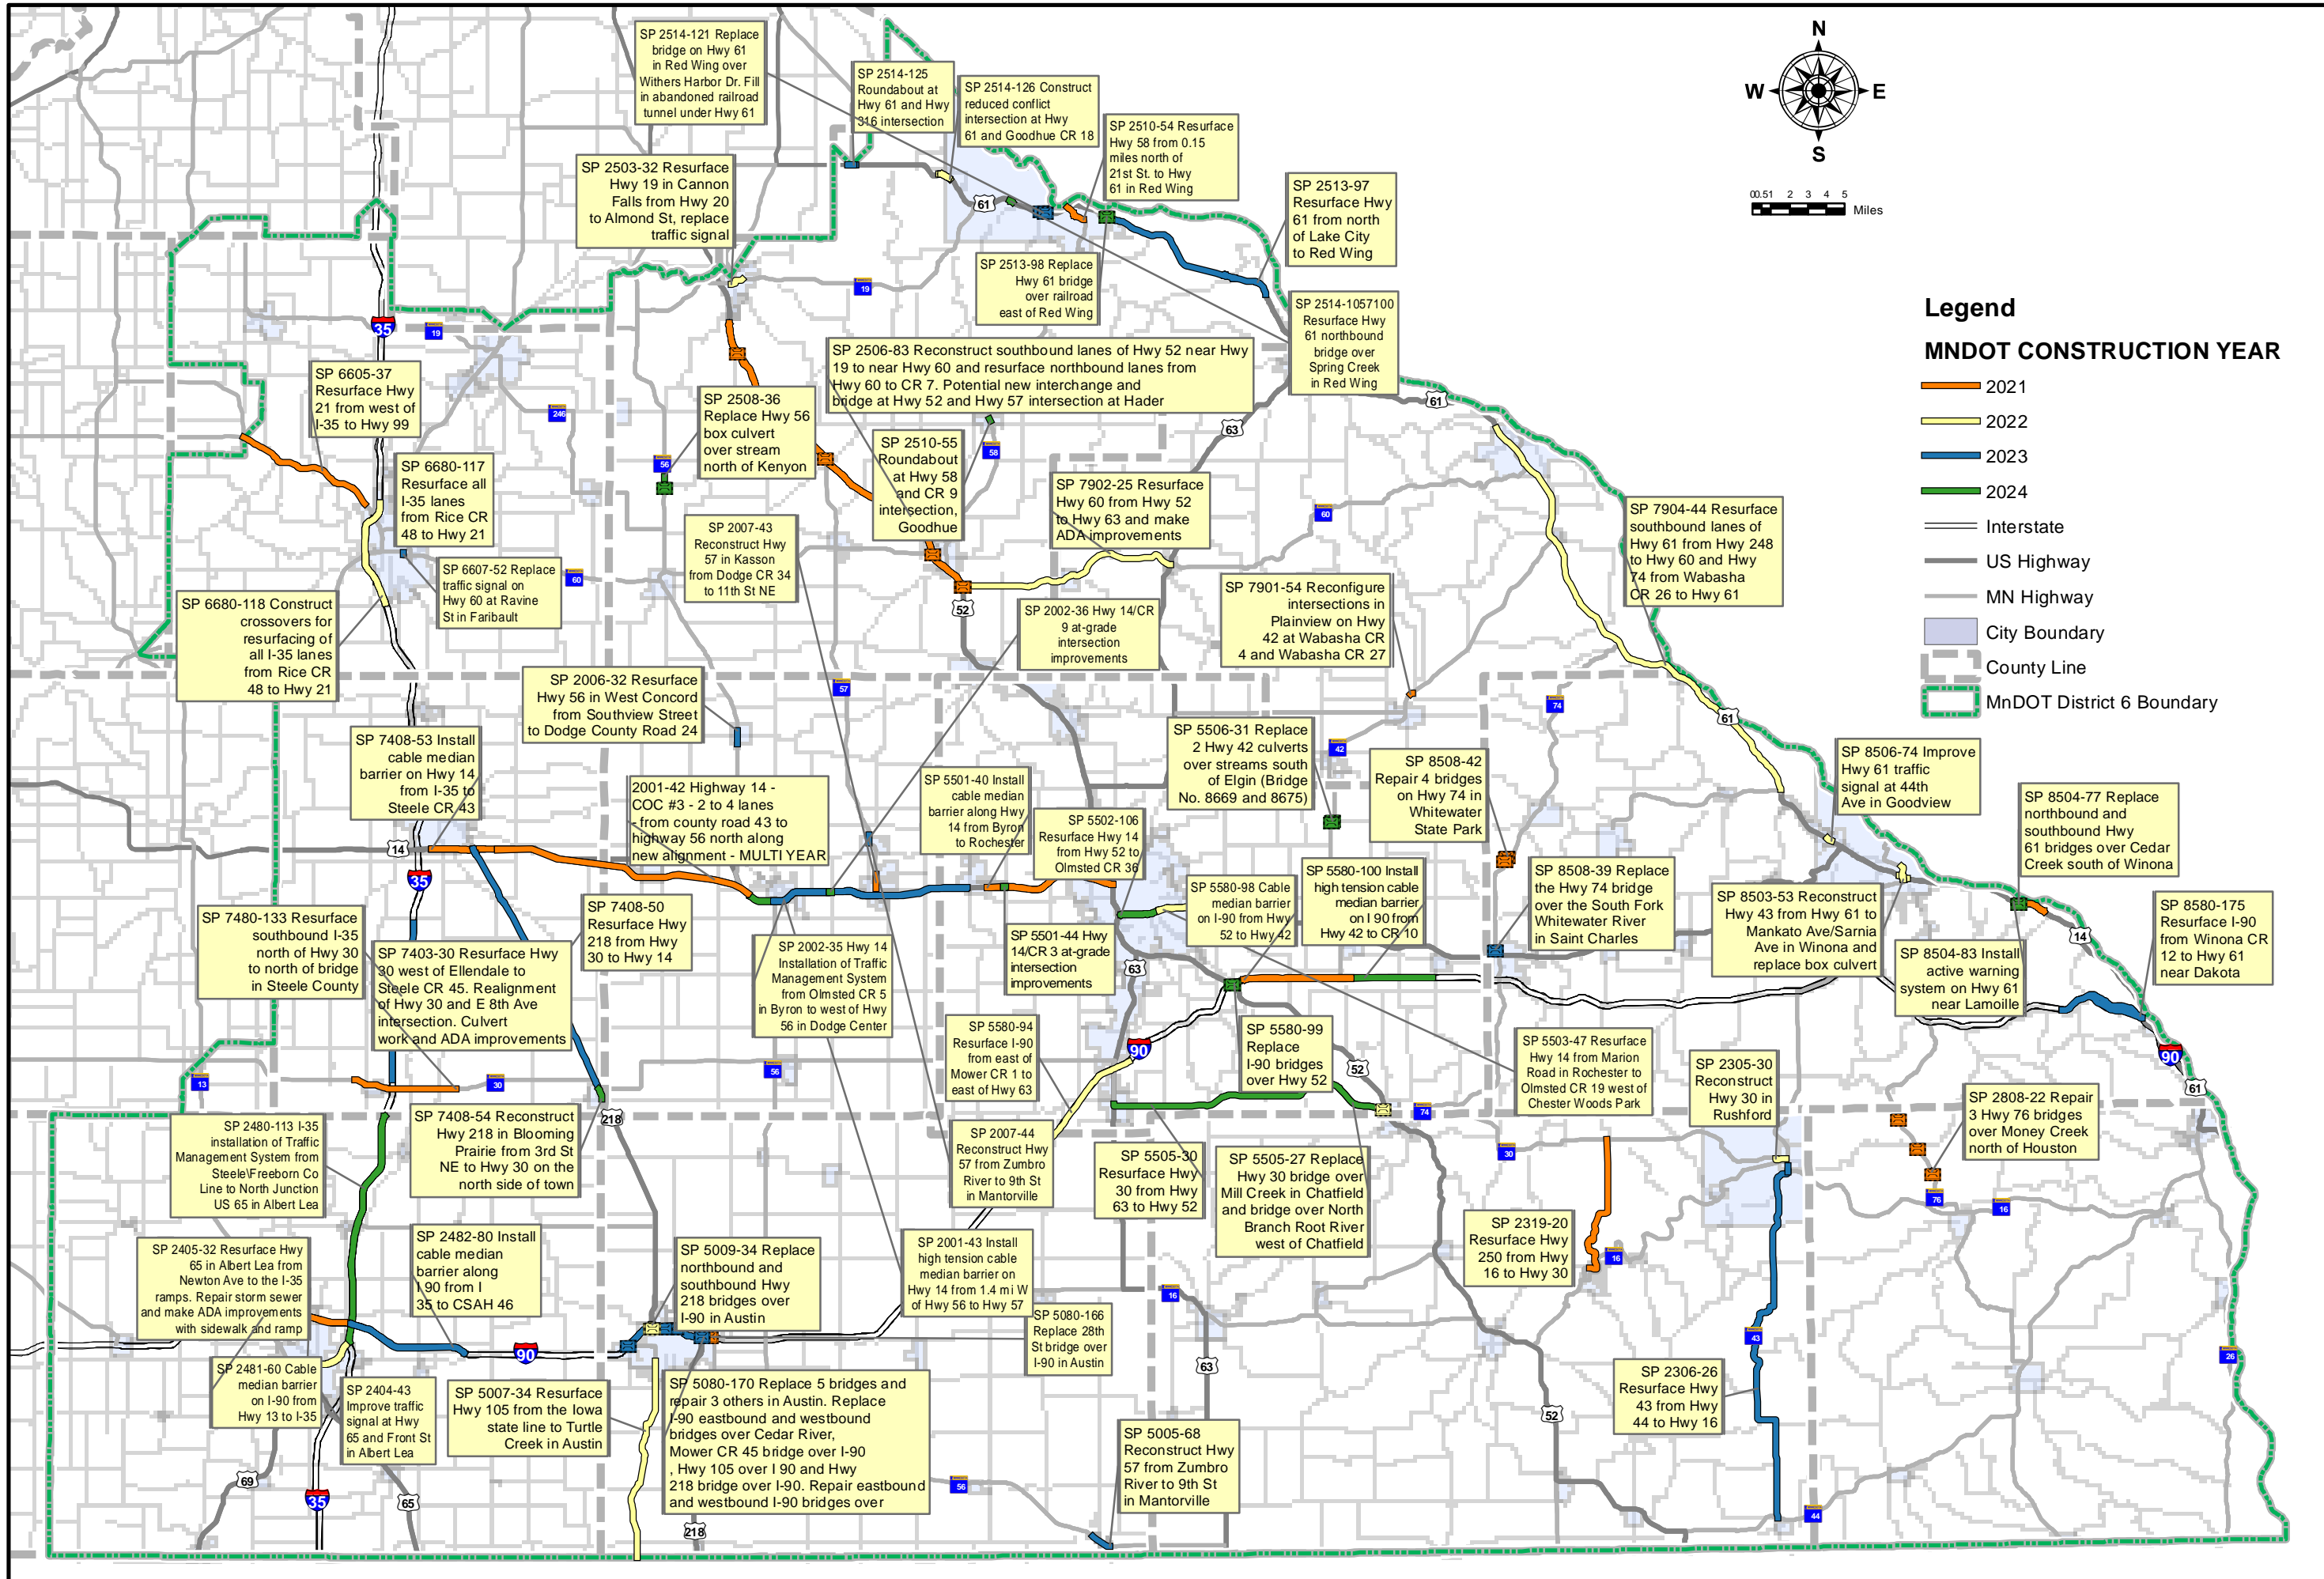 SP 2514-121 Replace
bridge on Hwy 61
in Red Wing over
Withers Harbor Dr. Fill
in abandoned railroad
tunnel under Hwy 61
SP 2514-125
Roundabout at
Hwy 61 and Hwy
316 intersection
SP 2514-126 Construct
reduced conflict
intersection at Hwy
61 and Goodhue CR 18
SP 2510-54 Resurface
Hwy 58 from 0.15
miles north of
21st St. to Hwy
61 in Red Wing
N
W
E
S
00.51 2 3 4 5
Miles
SP 2503-32 Resurface
Hwy 19 in Cannon
Falls from Hwy 20
to Almond St, replace
traffic signal
SP 2513-97
Resurface Hwy
61 from north
of Lake City
to Red Wing
61
SP 2513-98 Replace
Hwy 61 bridge
over railroad
east of Red Wing
19
SP 2514-1057100
Resurface Hwy
61 northbound
bridge over
Spring Creek
in Red Wing
Legend
MNDOT CONSTRUCTION YEAR
2021
2022
2023
2024
Interstate
US Highway
MN Highway
City Boundary
County Line
MnDOT District 6 Boundary
35
19
SP 6605-37
Resurface Hwy
21 from west of
I-35 to Hwy 99
246
SP 2506-83 Reconstruct southbound lanes of Hwy 52 near Hwy
19 to near Hwy 60 and resurface northbound lanes from
Hwy 60 to CR 7. Potential new interchange and
bridge at Hwy 52 and Hwy 57 intersection at Hader
SP 2508-36
Replace Hwy 56
box culvert
over stream
north of Kenyon
56
61
63
SP 2510-55
Roundabout
at Hwy 58
and CR 9
intersection,
Goodhue
58
SP 6680-117
Resurface all
I-35 lanes
from Rice CR
48 to Hwy 21
SP 7902-25 Resurface
Hwy 60 from Hwy 52
to Hwy 63 and make
ADA improvements
60
SP 7904-44 Resurface
southbound lanes of
Hwy 61 from Hwy 248
to Hwy 60 and Hwy
74 from Wabasha
CR 26 to Hwy 61
SP 2007-43
Reconstruct Hwy
57 in Kasson
from Dodge CR 34
to 11th St NE
SP 6607-52 Replace
traffic signal on
Hwy 60 at Ravine
St in Faribault
60
SP 6680-118 Construct
crossovers for
resurfacing of
all I-35 lanes
from Rice CR
48 to Hwy 21
52
SP 2002-36 Hwy 14/CR
9 at-grade
intersection
improvements
SP 7901-54 Reconfigure
intersections in
Plainview on Hwy
42 at Wabasha CR
4 and Wabasha CR 27
SP 2006-32 Resurface
Hwy 56 in West Concord
from Southview Street
to Dodge County Road 24
57
74
61
SP 7408-53 Install
cable median
barrier on Hwy 14
from I-35 to
Steele CR 43
SP 5506-31 Replace
2 Hwy 42 culverts
over streams south
of Elgin (Bridge
No. 8669 and 8675)
42
SP 8508-42
Repair 4 bridges
on Hwy 74 in
Whitewater
State Park
SP 8506-74 Improve
Hwy 61 traffic
signal at 44th
Ave in Goodview
2001-42 Highway 14 -
COC #3 - 2 to 4 lanes
- from county road 43 to
highway 56 north along
new alignment - MULTI YEAR
SP 5501-40 Install
cable median
barrier along Hwy
14 from Byron
to Rochester
SP 5502-106
Resurface Hwy 14
from Hwy 52 to
Olmsted CR 36
SP 8504-77 Replace
northbound and
southbound Hwy
61 bridges over Cedar
Creek south of Winona
14
35
SP 5580-98 Cable
median barrier
on I-90 from Hwy
52 to Hwy 42
SP 5580-100 Install
high tension cable
median barrier
on I 90 from
Hwy 42 to CR 10
SP 8508-39 Replace
the Hwy 74 bridge
over the South Fork
Whitewater River
in Saint Charles
SP 8503-53 Reconstruct
Hwy 43 from Hwy 61 to
Mankato Ave/Sarnia
Ave in Winona and
replace box culvert
SP 8580-175
Resurface I-90
from Winona CR
12 to Hwy 61
near Dakota
14
SP 7480-133 Resurface
southbound I-35
north of Hwy 30
to north of bridge
in Steele County
SP 7408-50
Resurface Hwy
218 from Hwy
30 to Hwy 14
SP 7403-30 Resurface Hwy
30 west of Ellendale to
Steele CR 45. Realignment
of Hwy 30 and E 8th Ave
intersection. Culvert
work and ADA improvements
SP 2002-35 Hwy 14
Installation of Traffic
Management System
from Olmsted CR 5
in Byron to west of Hwy
56 in Dodge Center
SP 5501-44 Hwy
14/CR 3 at-grade
intersection
improvements
63
SP 8504-83 Install
active warning
system on Hwy 61
near Lamoille
SP 5580-94
Resurface I-90
from east of
Mower CR 1 to
east of Hwy 63
90
SP 5580-99
Replace
I-90 bridges
over Hwy 52
52
SP 5503-47 Resurface
Hwy 14 from Marion
Road in Rochester to
Olmsted CR 19 west of
Chester Woods Park
SP 2305-30
Reconstruct
Hwy 30 in
Rushford
90
61
13
30
56
74
SP 7408-54 Reconstruct
Hwy 218 in Blooming
Prairie from 3rd St
NE to Hwy 30 on the
north side of town
218
SP 2480-113 I-35
installation of Traffic
Management System from
Steele\Freeborn Co
Line to North Junction
US 65 in Albert Lea
SP 2007-44
Reconstruct Hwy
57 from Zumbro
River to 9th St
in Mantorville
SP 5505-30
Resurface Hwy
30 from Hwy
63 to Hwy 52
SP 5505-27 Replace
Hwy 30 bridge over
Mill Creek in Chatfield
and bridge over North
Branch Root River
west of Chatfield
30
SP 2808-22 Repair
3 Hwy 76 bridges
over Money Creek
north of Houston
76
16
SP 2319-20
Resurface Hwy
250 from Hwy
16 to Hwy 30
16
SP 2405-32 Resurface Hwy
65 in Albert Lea from
Newton Ave to the I-35
ramps. Repair storm sewer
and make ADA improvements
with sidewalk and ramp
SP 2482-80 Install
cable median
barrier along
I 90 from I
35 to CSAH 46
SP 5009-34 Replace
northbound and
southbound Hwy
218 bridges over
I-90 in Austin
SP 2001-43 Install
high tension cable
median barrier on
Hwy 14 from 1.4 mi W
of Hwy 56 to Hwy 57
16
SP 5080-166
Replace 28th
St bridge over
I-90 in Austin
90
63
43
26
SP 2481-60 Cable
median barrier
on I-90 from
Hwy 13 to I-35
SP 2404-43
Improve traffic
signal at Hwy
65 and Front St
in Albert Lea
SP 5007-34 Resurface
Hwy 105 from the Iowa
state line to Turtle
Creek in Austin
SP 5080-170 Replace 5 bridges and
repair 3 others in Austin. Replace
I-90 eastbound and westbound
bridges over Cedar River,
Mower CR 45 bridge over I-90
, Hwy 105 over I 90 and Hwy
218 bridge over I-90. Repair eastbound
and westbound I-90 bridges over
SP 2306-26
Resurface Hwy
43 from Hwy
44 to Hwy 16
52
SP 5005-68
Reconstruct Hwy
57 from Zumbro
River to 9th St
in Mantorville
69
35
65
56
218
44